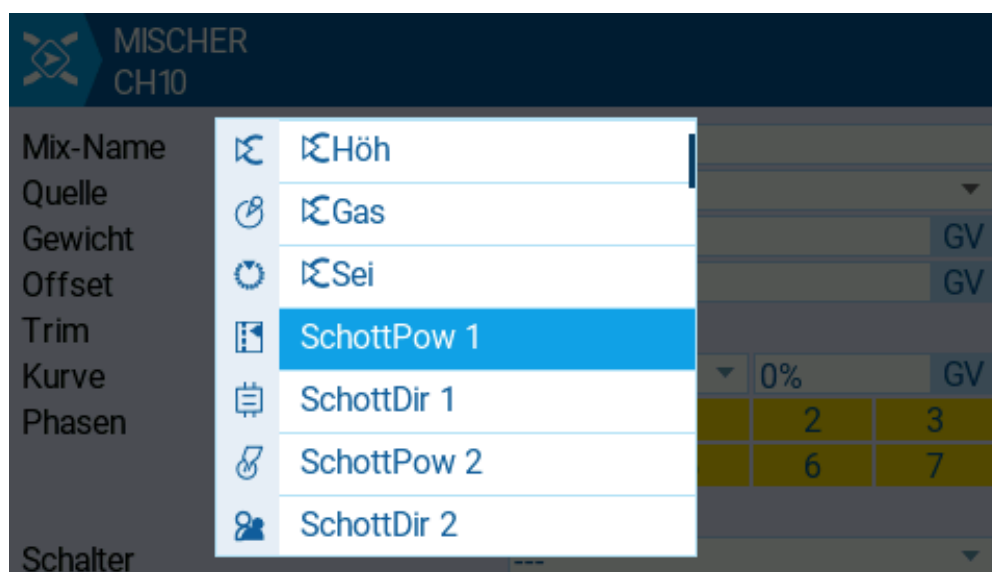 MISCHER
CH10
Mix-Name
Quelle
Gewicht GV
Offset GV
Trim
Kurve 0% GV
Phasen 2 3
6 7
Schalter ---
Höh
Gas
Sei
SchottPow 1
SchottDir 1
SchottPow 2
SchottDir 2